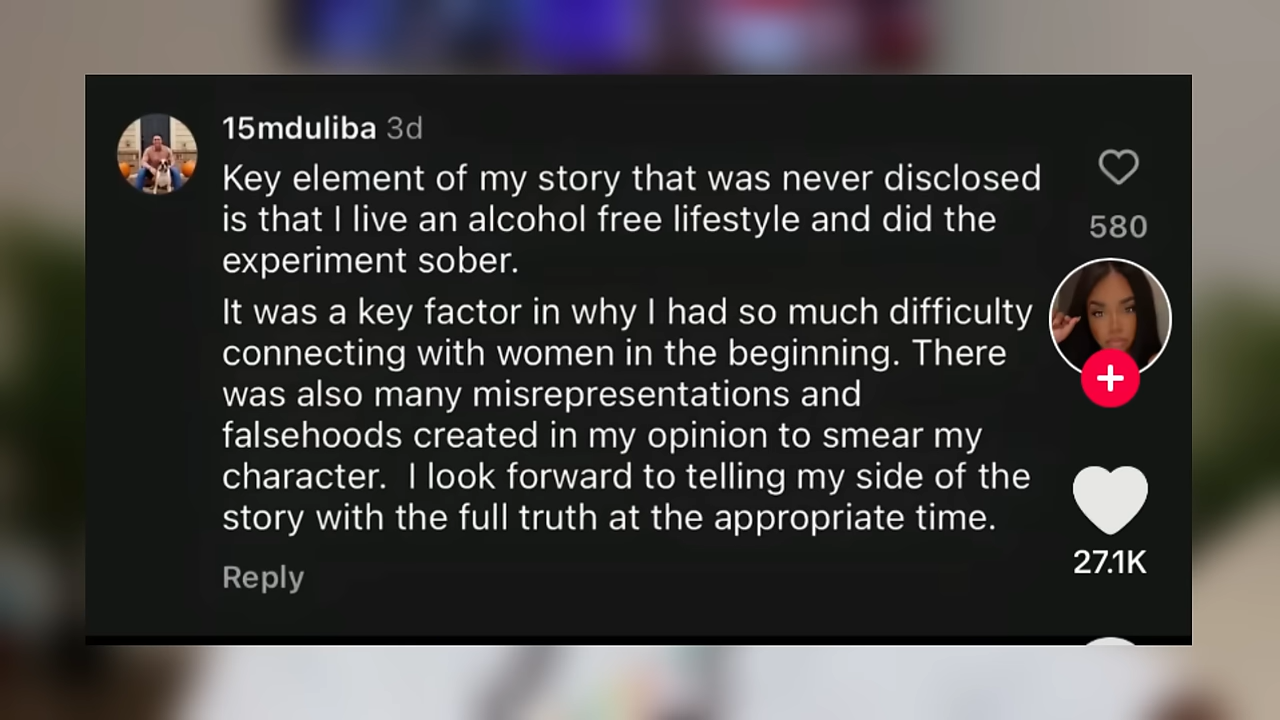 15mduliba 3d
Key element of my story that was never disclosed
is that I live an alcohol free lifestyle and did the
experiment sober.
It was a key factor in why I had so much difficulty
connecting with women in the beginning. There
was also many misrepresentations and
falsehoods created in my opinion to smear my
character.  I look forward to telling my side of the
story with the full truth at the appropriate time.
Reply
580
27.1K